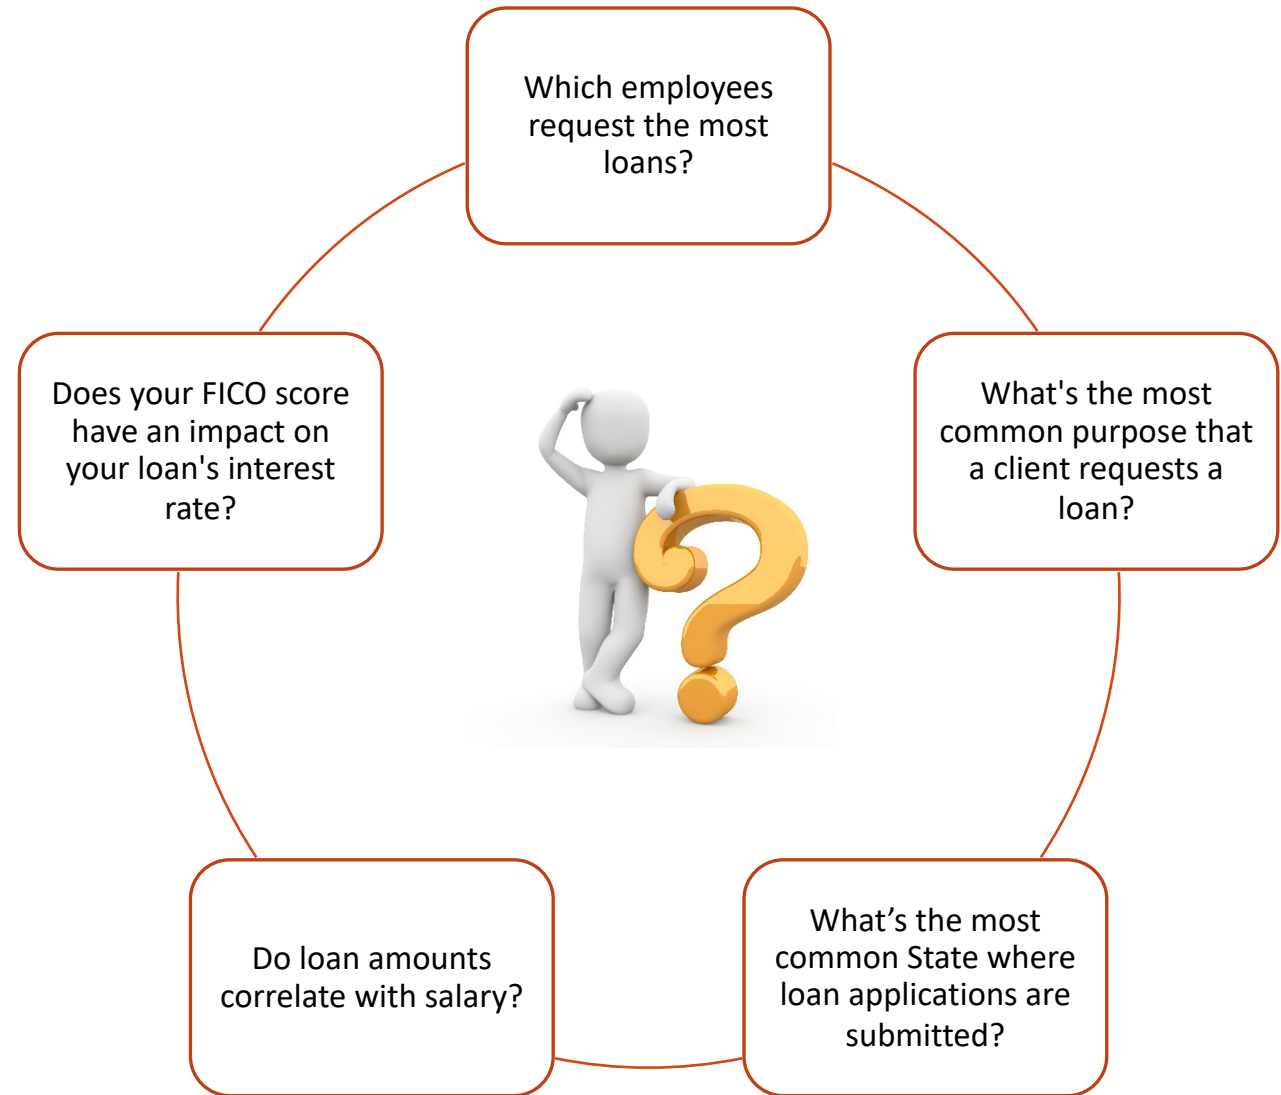 Which employees
request the most
loans?
Does your FICO score
have an impact on
your loan's interest
rate?
What's the most
common purpose that
a client requests a
loan?
Do loan amounts
correlate with salary?
What’s the most
common State where
loan applications are
submitted?